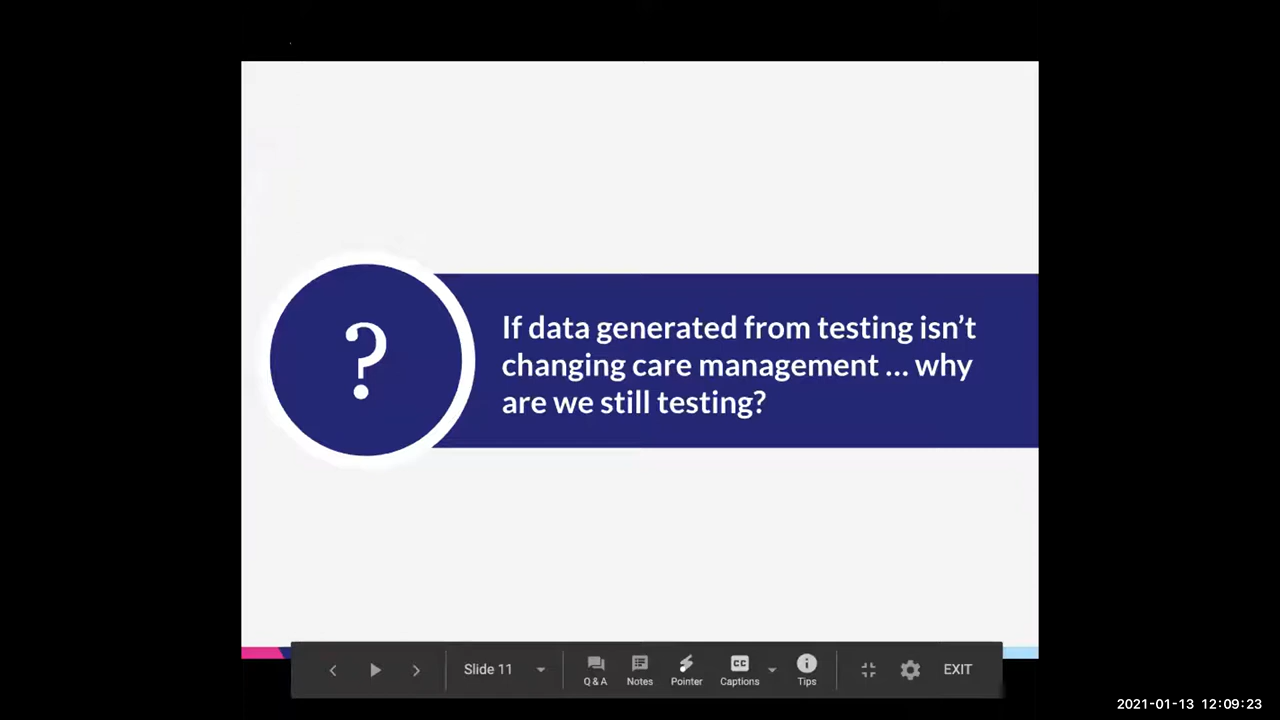 ?
If data generated from testing isn’t
changing care management ... why
are we still testing?
Slide 11
Q & A
Notes
Pointer
CC
Captions
Tips
EXIT
2021-01-13 12:09:23